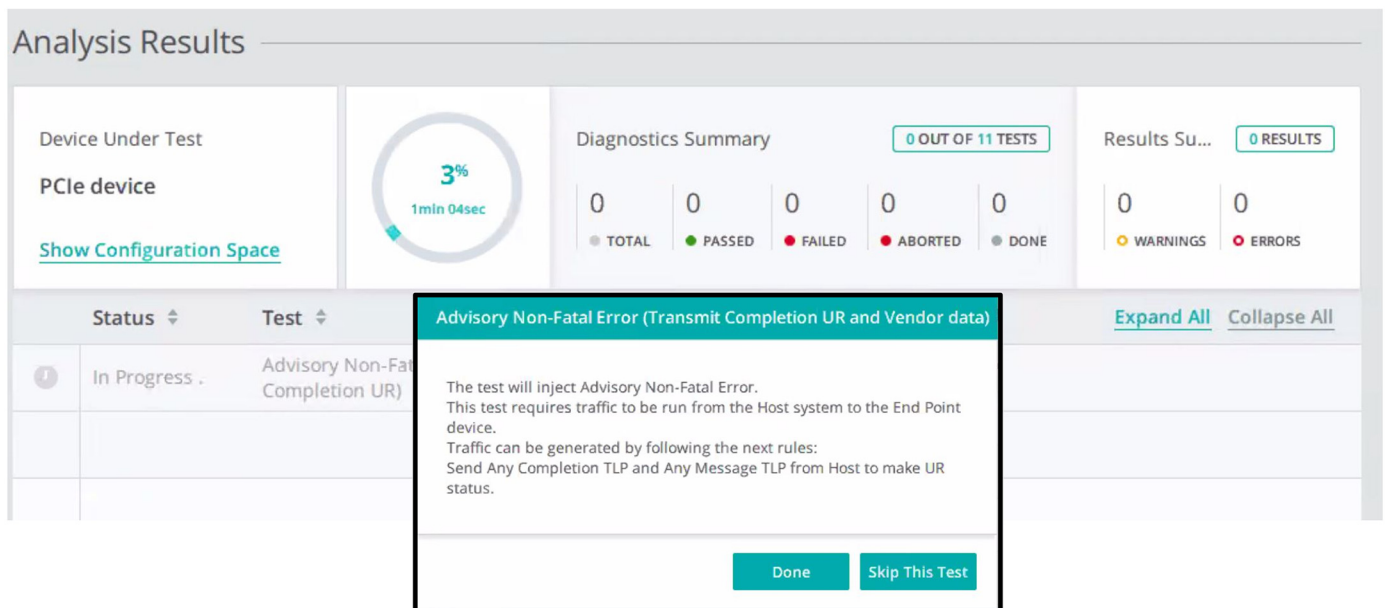 Analysis Results
Device Under Test
PCIe device
Show Configuration Space
3%
1min 04sec
Diagnostics Summary
0 OUT OF 11 TESTS
0 TOTAL
0 PASSED
0 FAILED
0 ABORTED
0 DONE
Results Su...
0 RESULTS
0 WARNINGS
0 ERRORS
Status
Test
Expand All
Collapse All
In Progress .
Advisory Non-Fat
Completion UR)
Advisory Non-Fatal Error (Transmit Completion UR and Vendor data)
The test will inject Advisory Non-Fatal Error.
This test requires traffic to be run from the Host system to the End Point
device.
Traffic can be generated by following the next rules:
Send Any Completion TLP and Any Message TLP from Host to make UR
status.
Done
Skip This Test